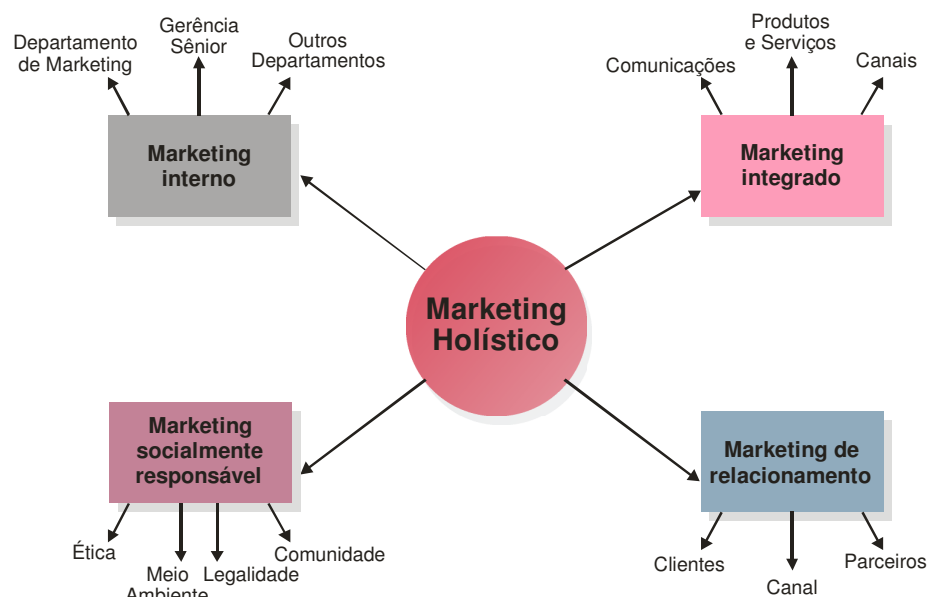 Departamento
de Marketing
Gerência
Sênior
Outros
Departamentos
Marketing
interno
Comunicações
Produtos
e Serviços
Canais
Marketing
integrado
Marketing
Holístico
Marketing
socialmente
responsável
Ética
Meio
Ambiente
Legalidade
Comunidade
Marketing de
relacionamento
Clientes
Canal
Parceiros